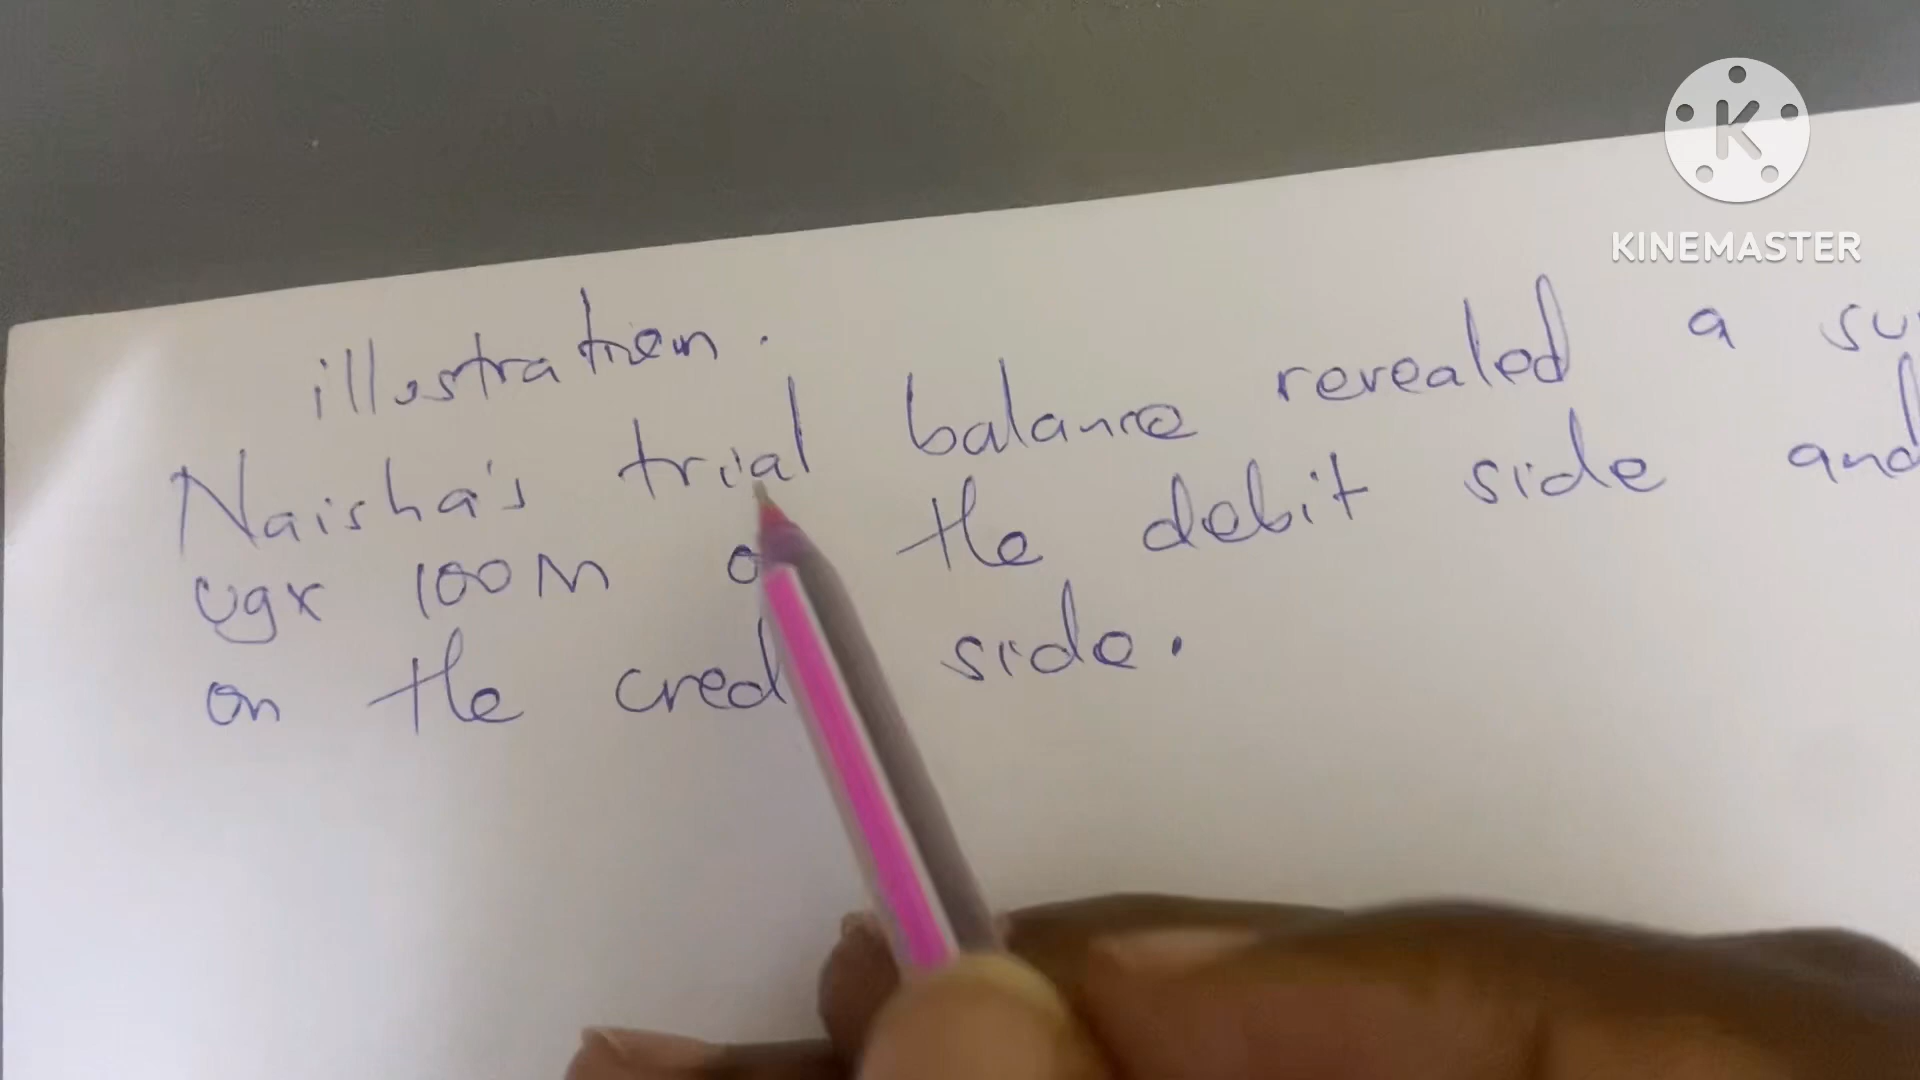 KINEMASTER
illustration.
Naisha's trial balance revealed a
ugx 100M the debit side and
on the side.